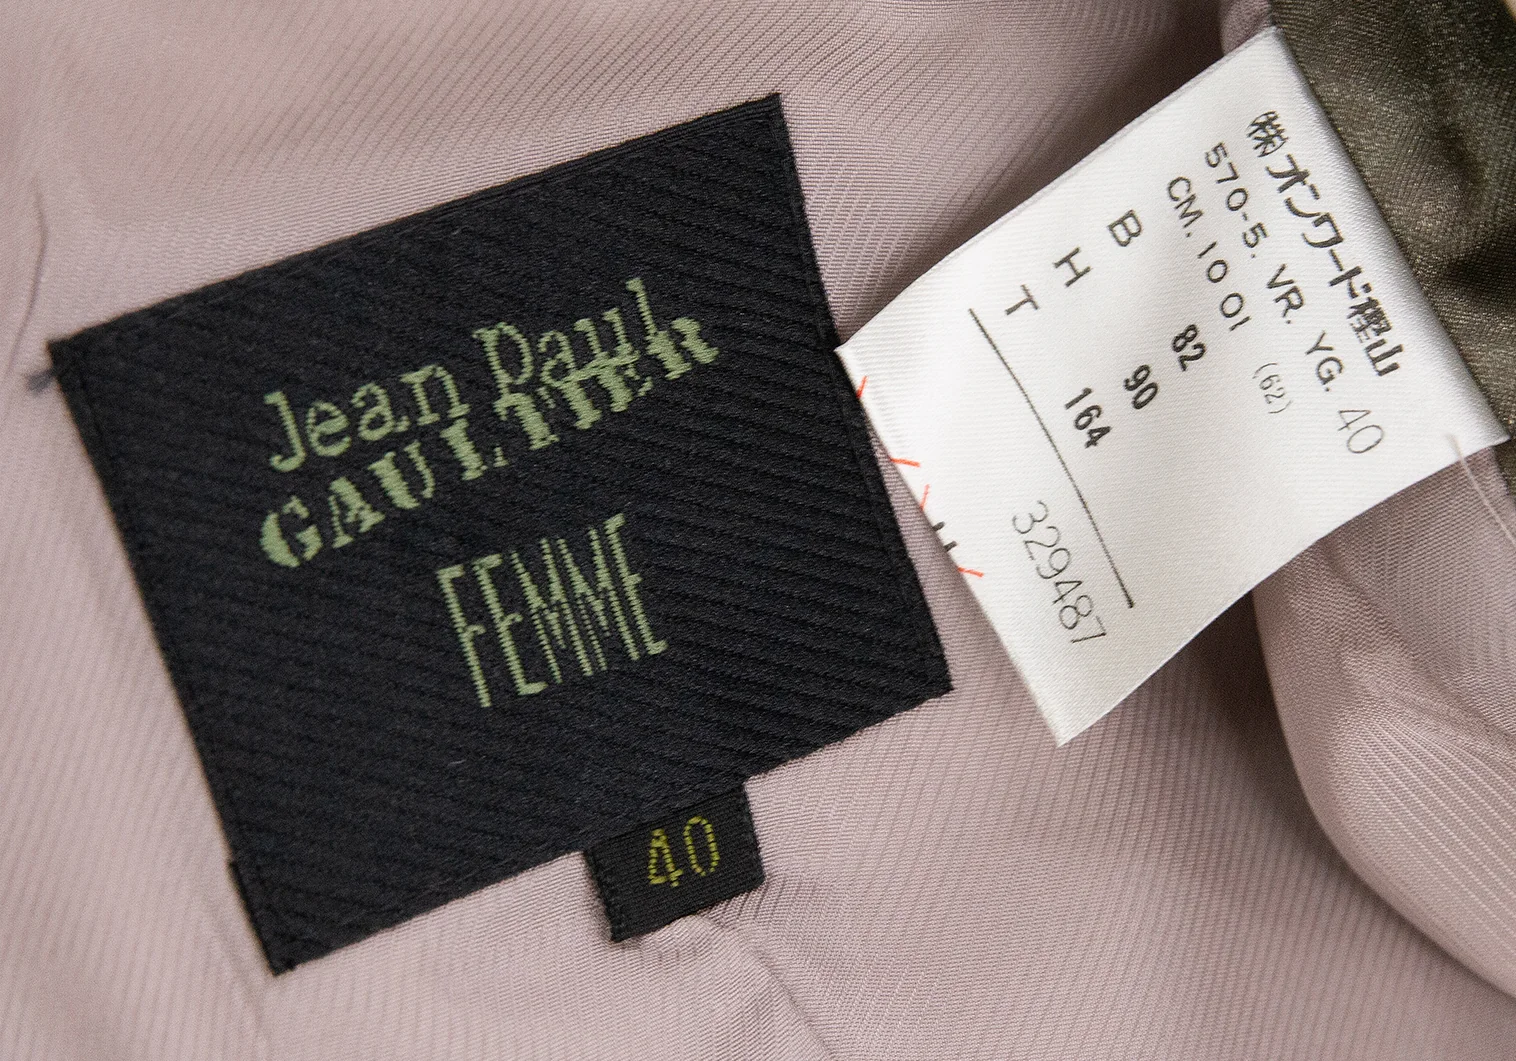 Jean Paul
GAULTIER
FEMME
40
㈱オンワード樫山
570-5. VR. YG. 40
CM. 10 01 (62)
B 82
H 90
T 164
329487